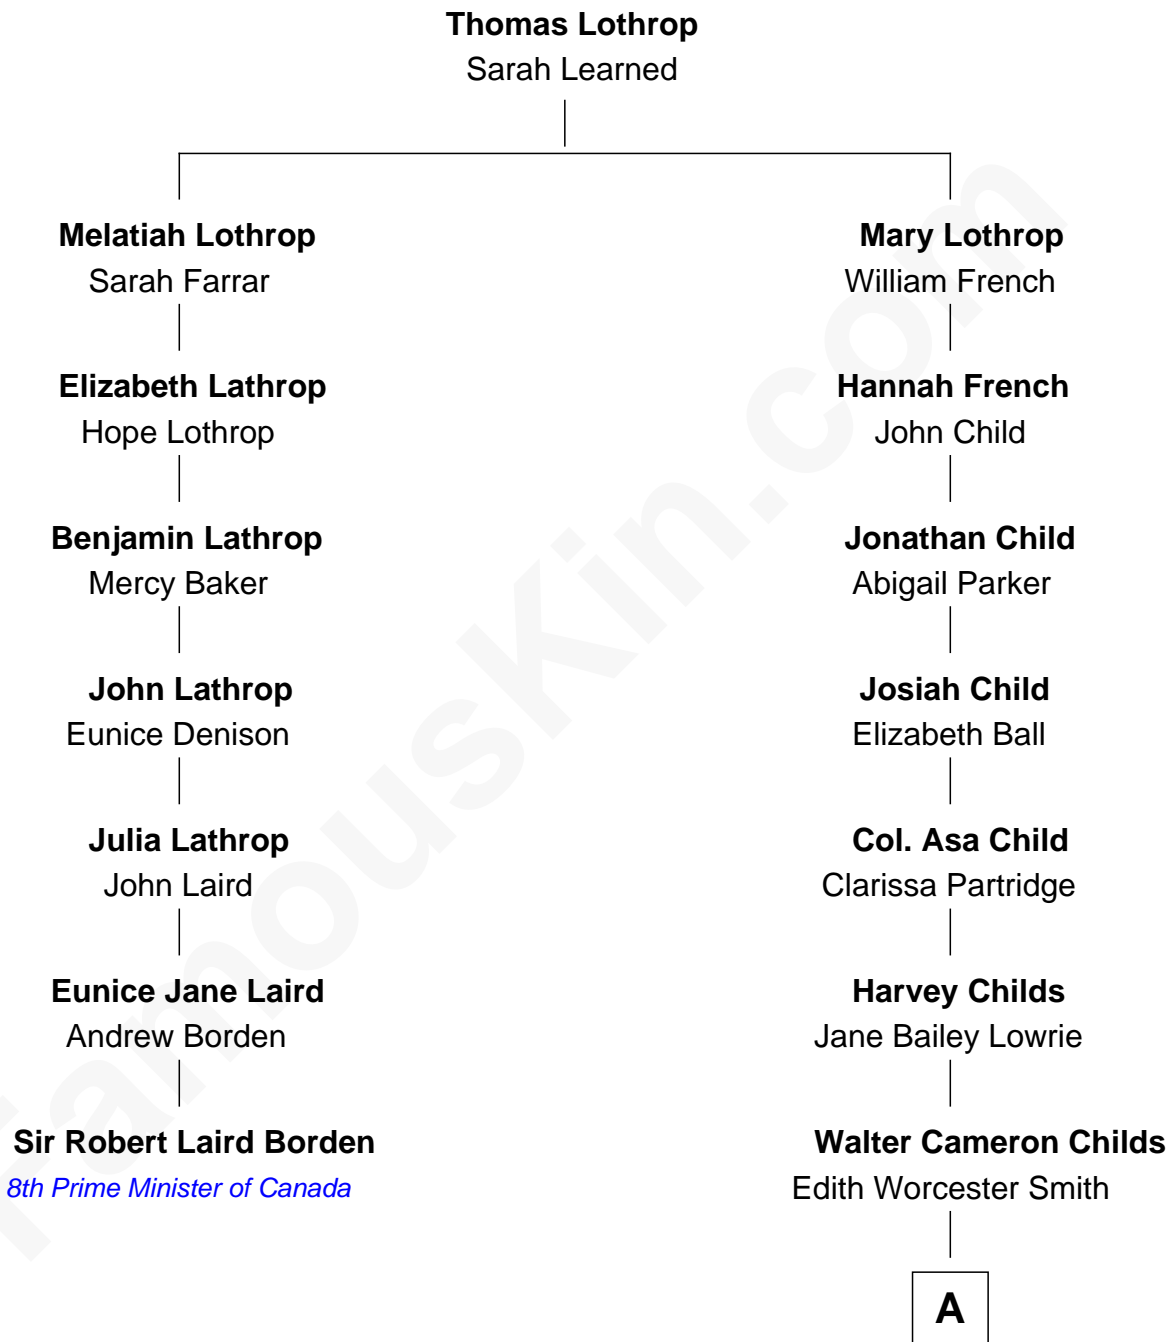 Thomas Lothrop
Sarah Learned
Melatiah Lothrop
Sarah Farrar
Elizabeth Lathrop
Hope Lothrop
Benjamin Lathrop
Mercy Baker
John Lathrop
Eunice Denison
Julia Lathrop
John Laird
Eunice Jane Laird
Andrew Borden
Sir Robert Laird Borden
8th Prime Minister of Canada
Mary Lothrop
William French
Hannah French
John Child
Jonathan Child
Abigail Parker
Josiah Child
Elizabeth Ball
Col. Asa Child
Clarissa Partridge
Harvey Childs
Jane Bailey Lowrie
Walter Cameron Childs
Edith Worcester Smith
A
FamousKin.com